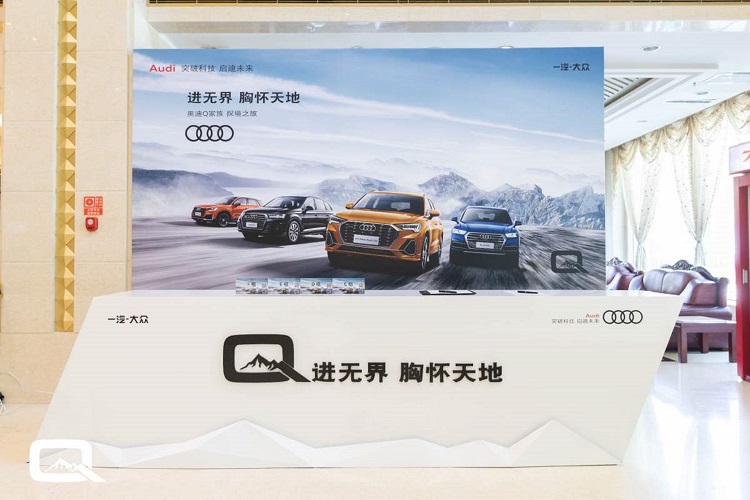 Audi 突破科技 启迪未来
一汽-大众
进无界 胸怀天地
奥迪Q家族 探境之旅
一汽-大众
Audi
突破科技 启迪未来
Q 进无界 胸怀天地